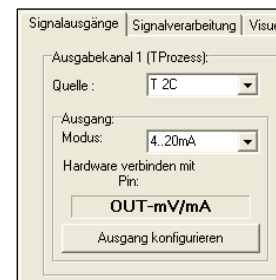 Signalausgänge Signalverarbeitung
Ausgabekanal 1 (TProzess):
Quelle : T 2C
Ausgang:
Modus: 4..20mA
Hardware verbinden mit
Pin:
OUT-mV/mA
Ausgang konfigurieren